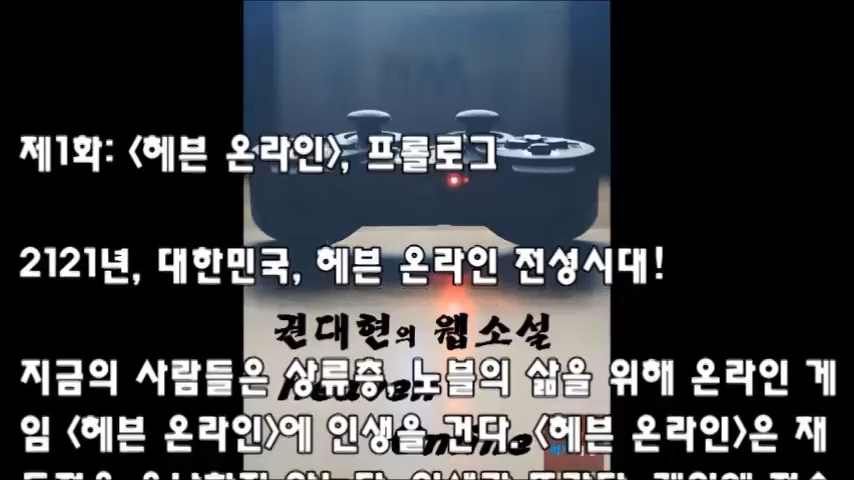 제1화: <헤븐 온라인>, 프롤로그
2121년, 대한민국, 헤븐 온라인 전성시대!
권대현의 웹소설
지금의 사람들은 상류층, 노블의 삶을 위해 온라인 게
Heaven
임 <헤븐 온라인>에 인생을 건다. <헤븐 온라인>은 재
Online